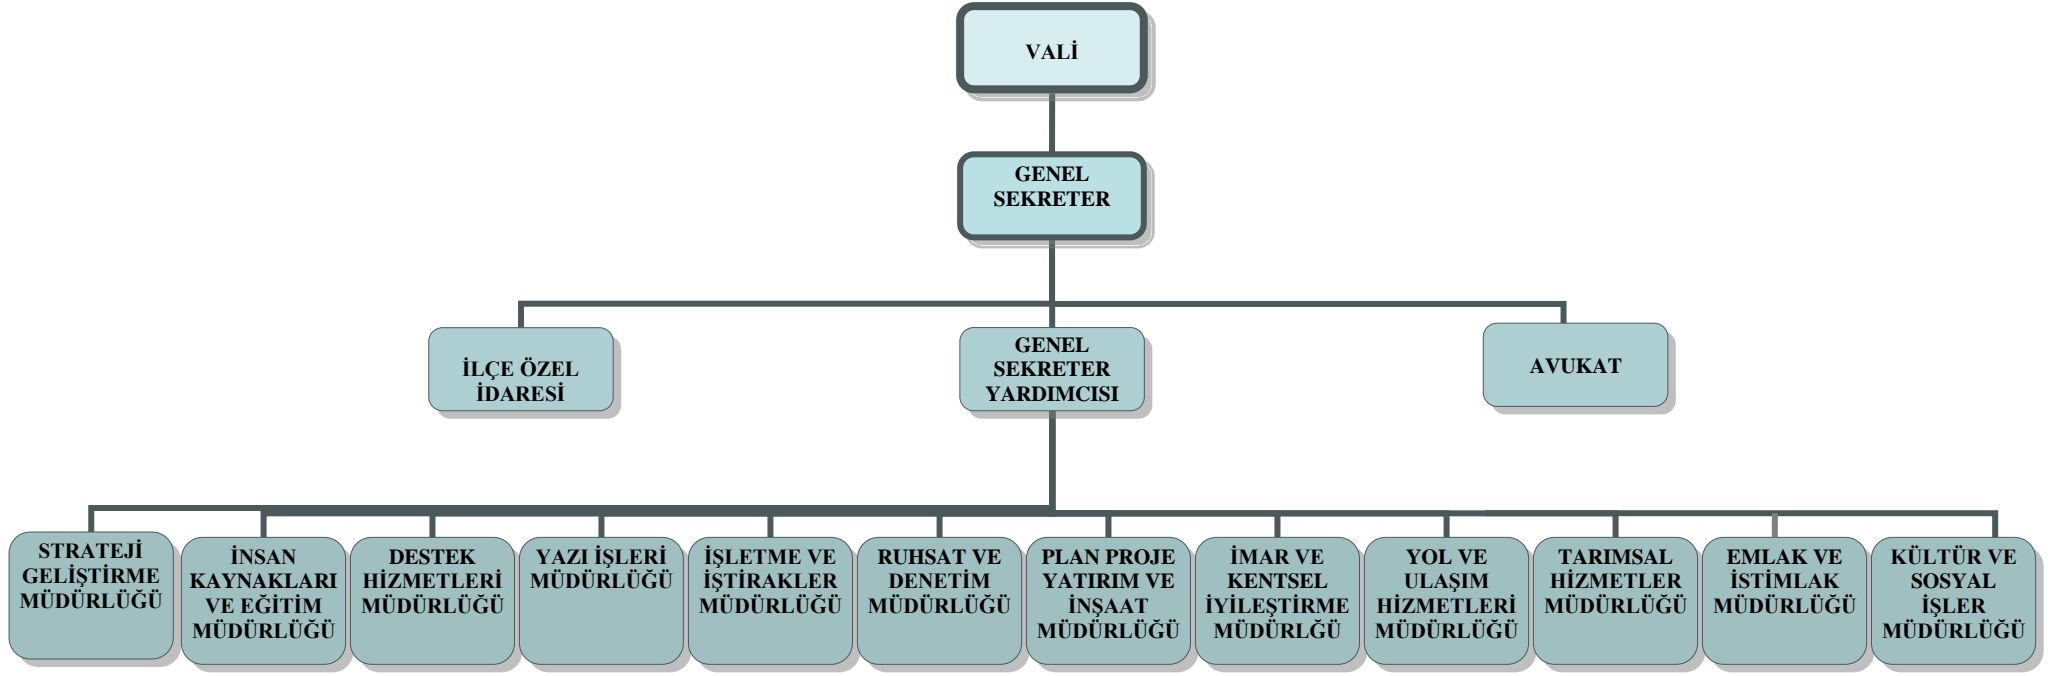 VALİ
GENEL
SEKRETER
İLÇE ÖZEL
İDARESİ
GENEL
SEKRETER
YARDIMCISI
AVUKAT
STRATEJİ
GELİŞTİRME
MÜDÜRLÜĞÜ
İNSAN
KAYNAKLARI
VE EĞİTİM
MÜDÜRLÜĞÜ
DESTEK
HİZMETLERİ
MÜDÜRLÜĞÜ
YAZI İŞLERİ
MÜDÜRLÜĞÜ
İŞLETME VE
İŞTİRAKLER
MÜDÜRLÜĞÜ
RUHSAT VE
DENETİM
MÜDÜRLÜĞÜ
PLAN PROJE
YATIRIM VE
İNŞAAT
MÜDÜRLÜĞÜ
İMAR VE
KENTSEL
İYİLEŞTİRME
MÜDÜRLĞÜ
YOL VE
ULAŞIM
HİZMETLERİ
MÜDÜRLÜĞÜ
TARIMSAL
HİZMETLER
MÜDÜRLÜĞÜ
EMLAK VE
İSTİMLAK
MÜDÜRLÜĞÜ
KÜLTÜR VE
SOSYAL
İŞLER
MÜDÜRLÜĞÜ